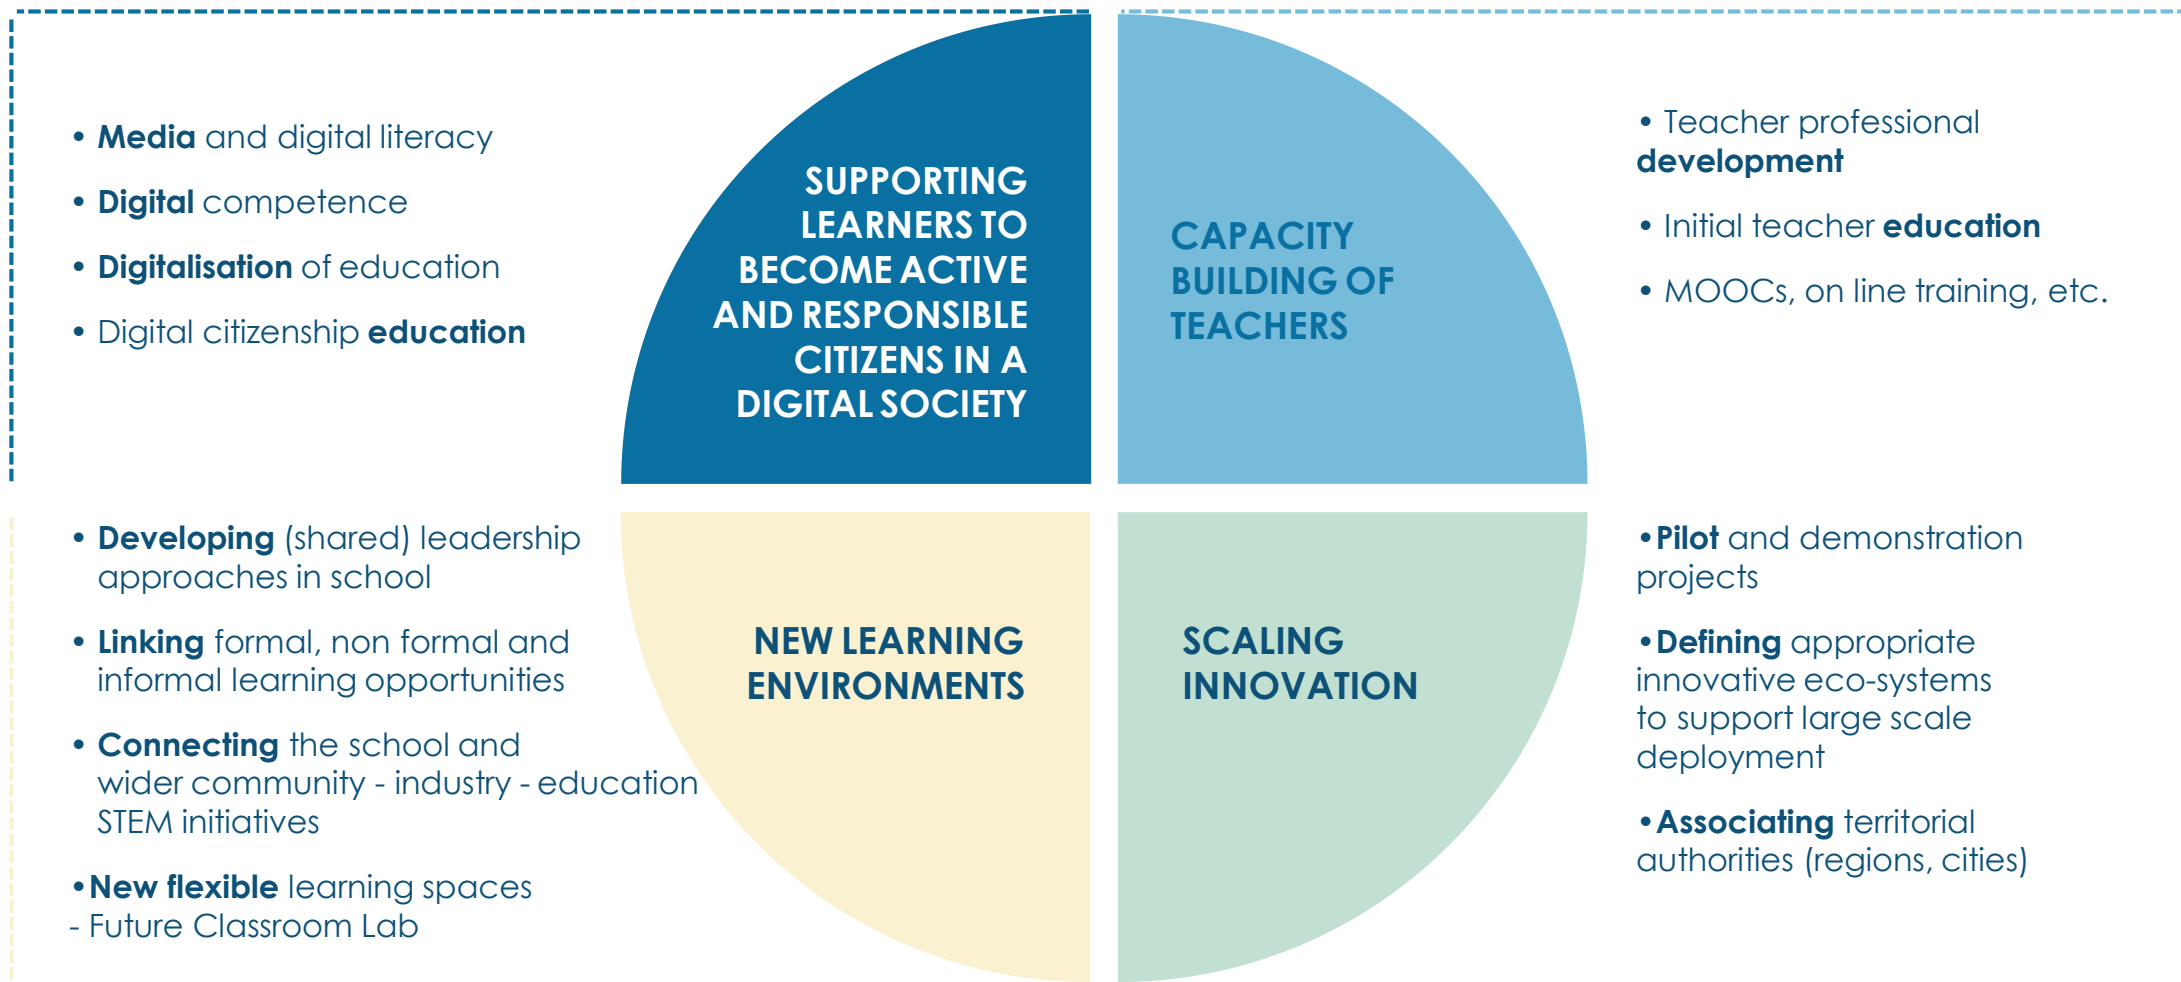 • Media and digital literacy
• Digital competence
• Digitalisation of education
• Digital citizenship education
SUPPORTING
LEARNERS TO
BECOME ACTIVE
AND RESPONSIBLE
CITIZENS IN A
DIGITAL SOCIETY
CAPACITY
BUILDING OF
TEACHERS
• Teacher professional
development
• Initial teacher education
• MOOCs, on line training, etc.
• Developing (shared) leadership
approaches in school
• Linking formal, non formal and
informal learning opportunities
• Connecting the school and
wider community - industry - education
STEM initiatives
•New flexible learning spaces
- Future Classroom Lab
NEW LEARNING
ENVIRONMENTS
SCALING
INNOVATION
•Pilot and demonstration
projects
•Defining appropriate
innovative eco-systems
to support large scale
deployment
•Associating territorial
authorities (regions, cities)